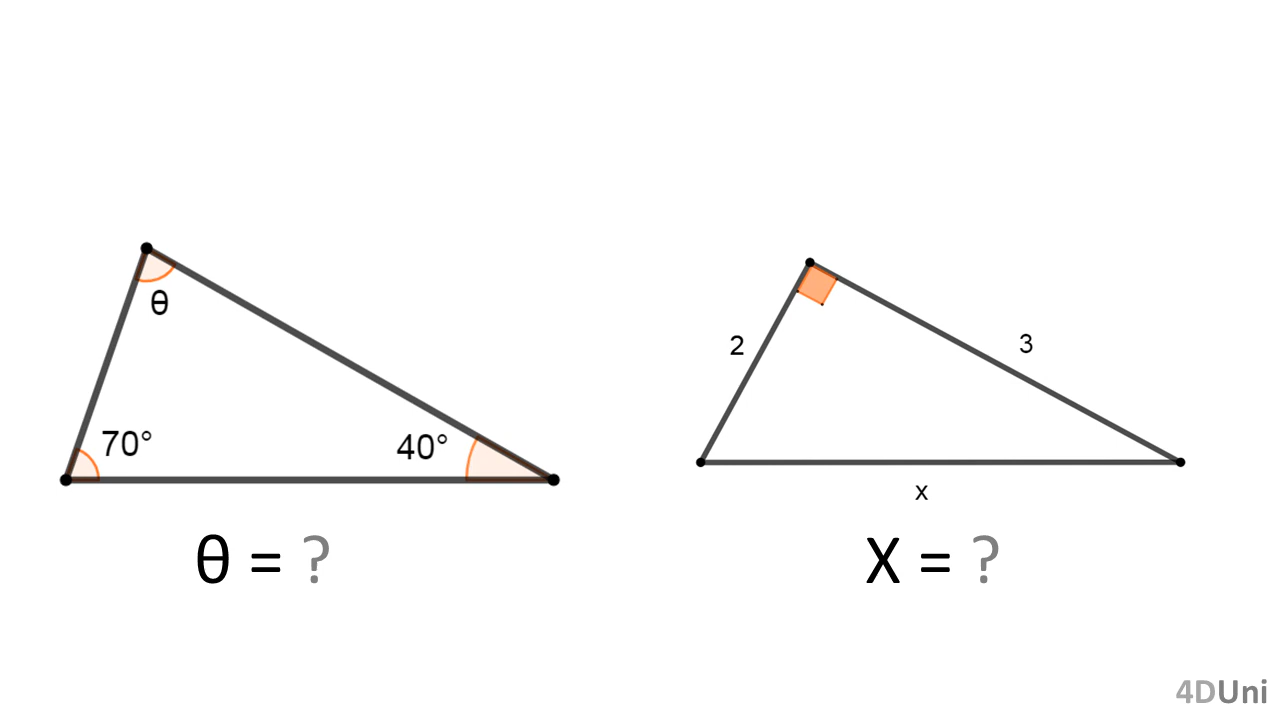 θ
70°
40°
θ = ?
2
3
x
X = ?
4DUni